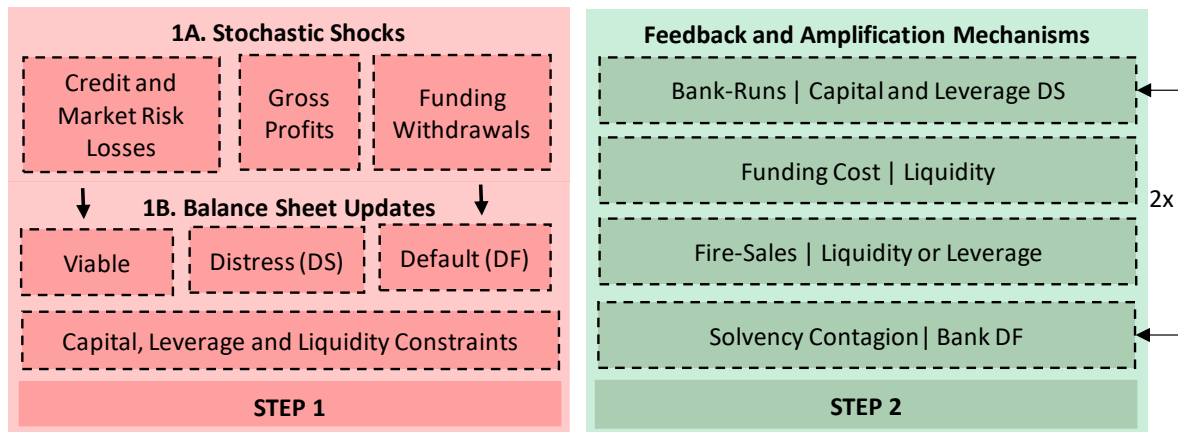 1A. Stochastic Shocks
Credit and
Market Risk
Losses
Gross
Profits
Funding
Withdrawals
1B. Balance Sheet Updates
Viable
Distress (DS)
Default (DF)
Capital, Leverage and Liquidity Constraints
STEP 1
Feedback and Amplification Mechanisms
Bank-Runs | Capital and Leverage DS
Funding Cost | Liquidity
Fire-Sales | Liquidity or Leverage
Solvency Contagion| Bank DF
STEP 2
2x